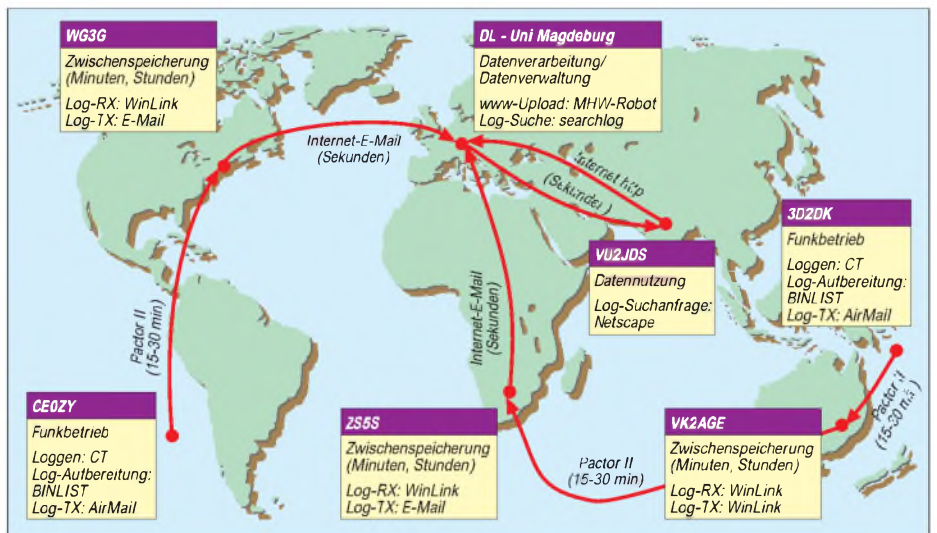 WG3G
Zwischenspeicherung
(Minuten, Stunden)
Log-RX: WinLink
Log-TX: E-Mail
DL - Uni Magdeburg
Datenverarbeitung/
Datenverwaltung
www-Upload: MHW-Robot
Log-Suche: searchlog
Internet-E-Mail
(Sekunden)
Internet http
(Sekunden)
3D2DK
Funkbetrieb
Loggen: CT
Log-Aufbereitung:
BINLIST
Log-TX: AirMail
VU2JDS
Datennutzung
Log-Suchanfrage:
Netscape
Internet-E-Mail
(Sekunden)
Pactor II
(15-30 min)
Pactor II
(15-30 min)
CE0ZY
Funkbetrieb
Loggen: CT
Log-Aufbereitung:
BINLIST
Log-TX: AirMail
ZS5S
Zwischenspeicherung
(Minuten, Stunden)
Log-RX: WinLink
Log-TX: E-Mail
Pactor II
(15-30 min)
VK2AGE
Zwischenspeicherung
(Minuten, Stunden)
Log-RX: WinLink
Log-TX: WinLink